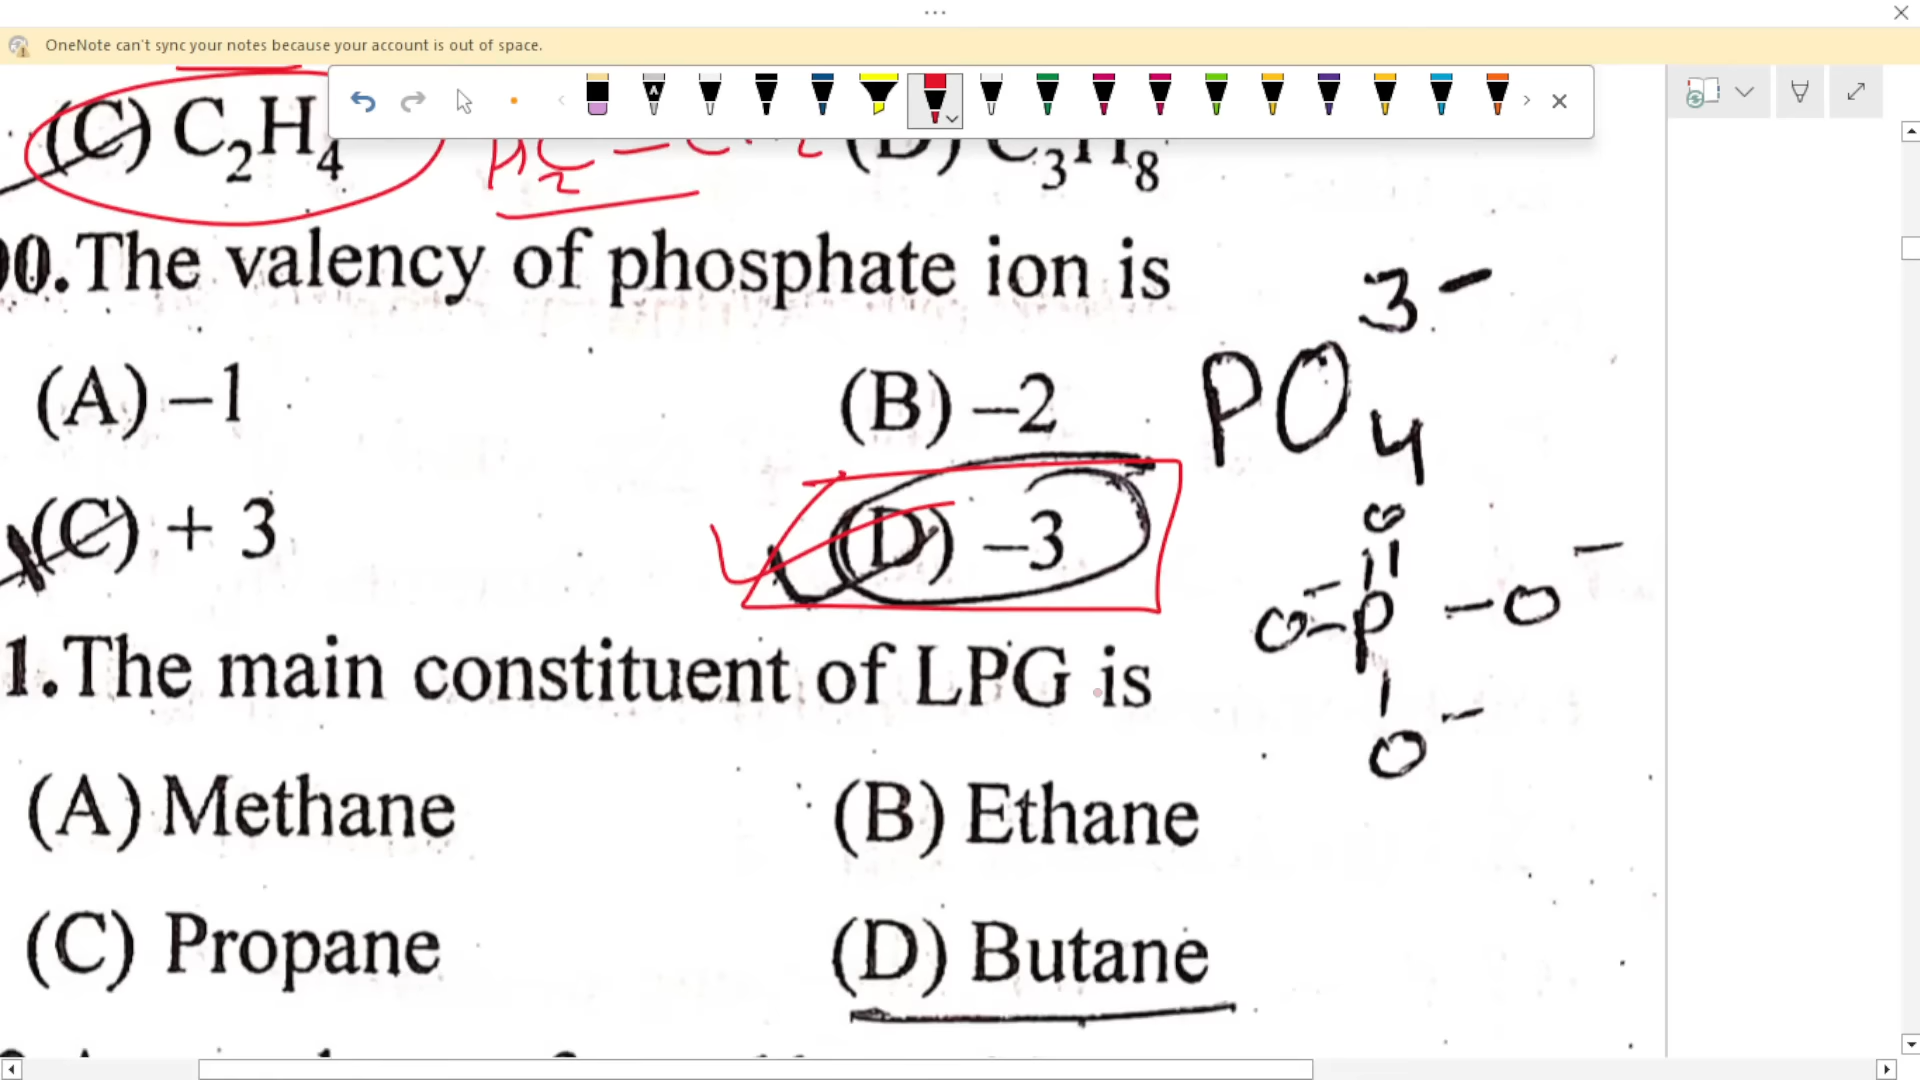 OneNote can't sync your notes because your account is out of space.
(C) C2H4
(D) C3H8
00.The valency of phosphate ion is
3−
(A) –1
(B) –2
PO4
(C) + 3
(D) –3
O
O− P −O −
O −
1.The main constituent of LPG is
(A) Methane
(B) Ethane
(C) Propane
(D) Butane